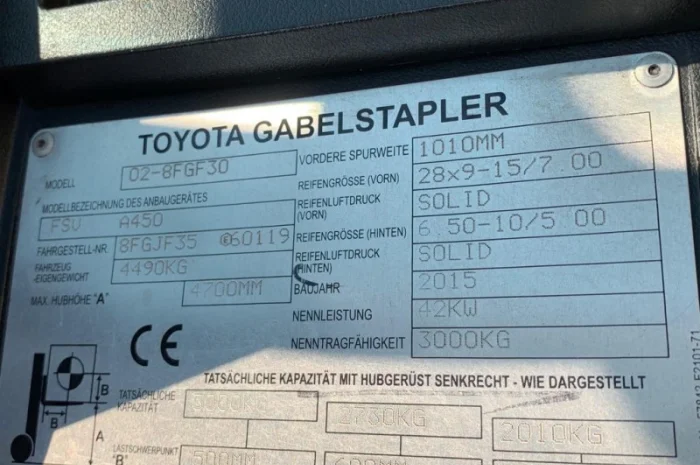 TOYOTA GABELSTAPLER
MODELL 02-8FGF30
MODELLBEZEICHNUNG DES ANBAUGERÄTES
FSV A450
FAHRGESTELL-NR. 8FGJF35 60119
FAHRZEUG -EIGENGEWICHT 4490KG
MAX. HUBHÖHE "A" 4700MM
VORDERE SPURWEITE 1010MM
REIFENGRÖSSE (VORN) 28x9-15/7.00
REIFENLUFTDRUCK (VORN) SOLID
REIFENGRÖSSE (HINTEN) 6.50-10/5.00
REIFENLUFTDRUCK (HINTEN) SOLID
BAUJAHR 2015
NENNLEISTUNG 42KW
NENNTRAGFÄHIGKEIT 3000KG
CE
TATSÄCHLICHE KAPAZITÄT MIT HUBGERÜST SENKRECHT - WIE DARGESTELLT
TATSÄCHLICHE KAPAZITÄT 2010KG
LASTSCHWERPUNKT "B" 500MM 600MM
B
B
A